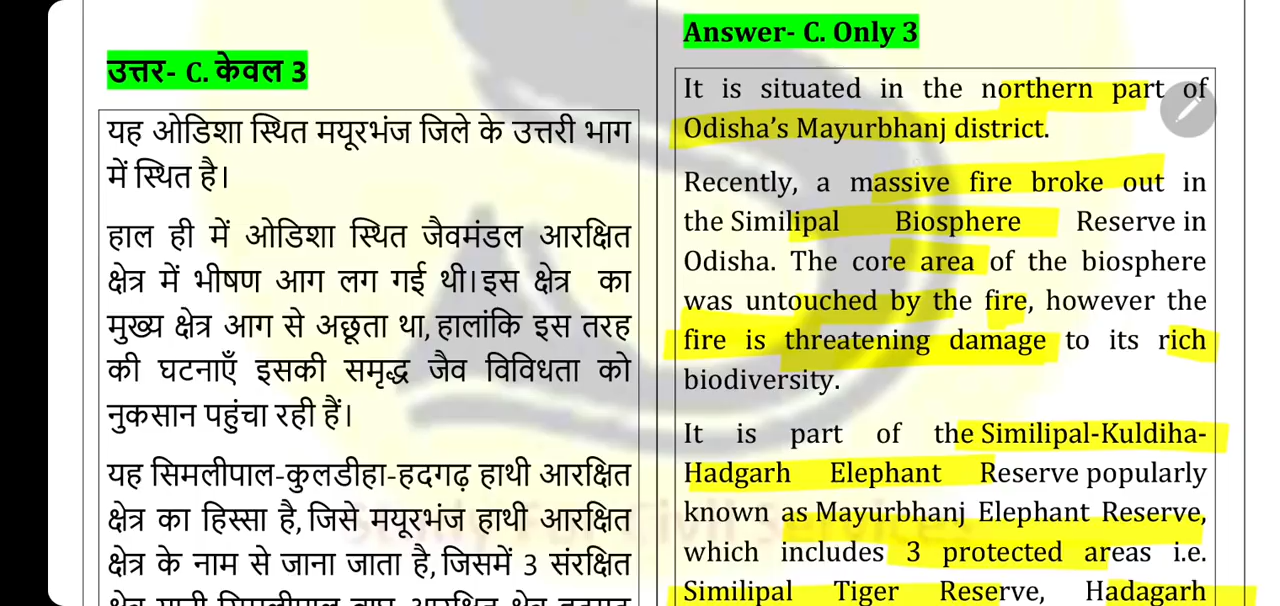 उत्तर- C. केवल 3
यह ओडिशा स्थित मयूरभंज जिले के उत्तरी भाग
में स्थित है।
हाल ही में ओडिशा स्थित जैवमंडल आरक्षित
क्षेत्र में भीषण आग लग गई थी।इस क्षेत्र का
मुख्य क्षेत्र आग से अछूता था, हालांकि इस तरह
की घटनाएँ इसकी समृद्ध जैव विविधता को
नुकसान पहुंचा रही हैं।
यह सिमलीपाल-कुलडीहा-हदगढ़ हाथी आरक्षित
क्षेत्र का हिस्सा है, जिसे मयूरभंज हाथी आरक्षित
क्षेत्र के नाम से जाना जाता है, जिसमें 3 संरक्षित
Answer- C. Only 3
It is situated in the northern part of
Odisha’s Mayurbhanj district.
Recently, a massive fire broke out in
the Similipal Biosphere Reserve in
Odisha. The core area of the biosphere
was untouched by the fire, however the
fire is threatening damage to its rich
biodiversity.
It is part of the Similipal-Kuldiha-
Hadgarh Elephant Reserve popularly
known as Mayurbhanj Elephant Reserve,
which includes 3 protected areas i.e.
Similipal Tiger Reserve, Hadagarh